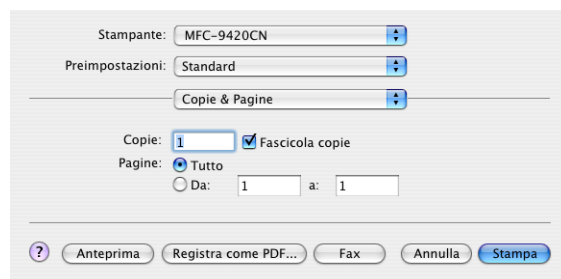 Stampante: MFC-9420CN
Preimpostazioni: Standard
Copie & Pagine
Copie: 1 Fascicola copie
Pagine: Tutto
Da: 1 a: 1
? Anteprima Registra come PDF... Fax Annulla Stampa